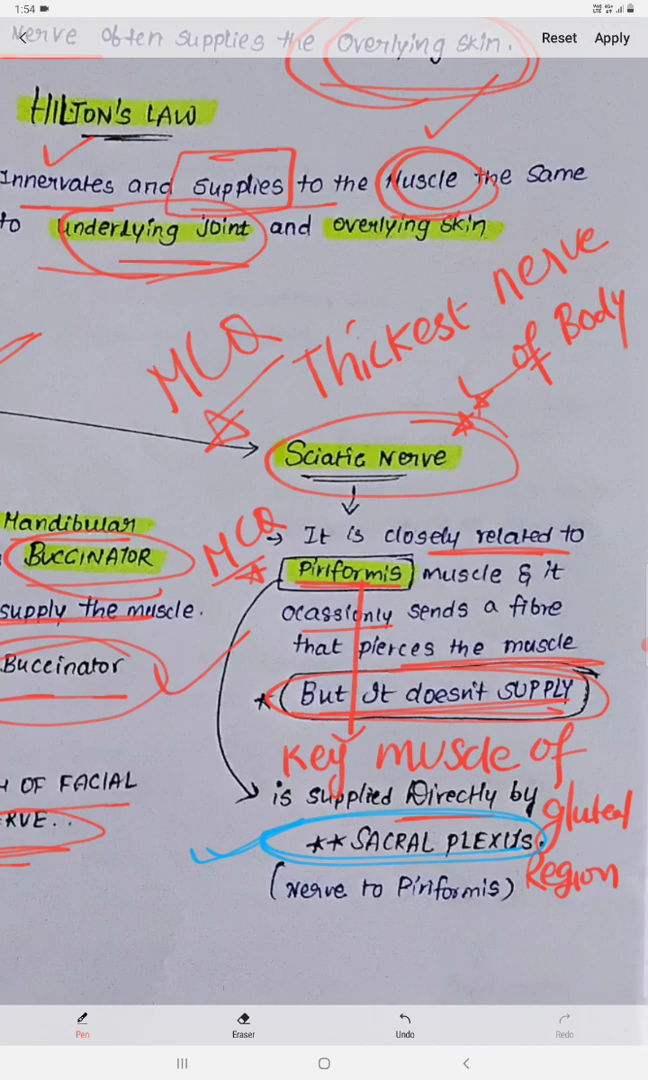 1:54
Nerve often supplies the Overlying skin.
Reset Apply
HILTON'S LAW
Innervates and supplies to the Muscle the same
to underlying joint and overlying skin
MCQ Thickest nerve
of Body
Sciatic Nerve
Mandibular
BUCCINATOR
supply the muscle.
Buccinator
Y OF FACIAL
RVE..
MCQ
It is closely related to
Piriformis muscle & it
ocassionly sends a fibre
that pierces the muscle
* (But it doesn't SUPPLY)
Key muscle of
gluteal
Region
is supplied Directly by
** SACRAL PLEXUS.
(Nerve to Piriformis)
Pen Eraser Undo Redo